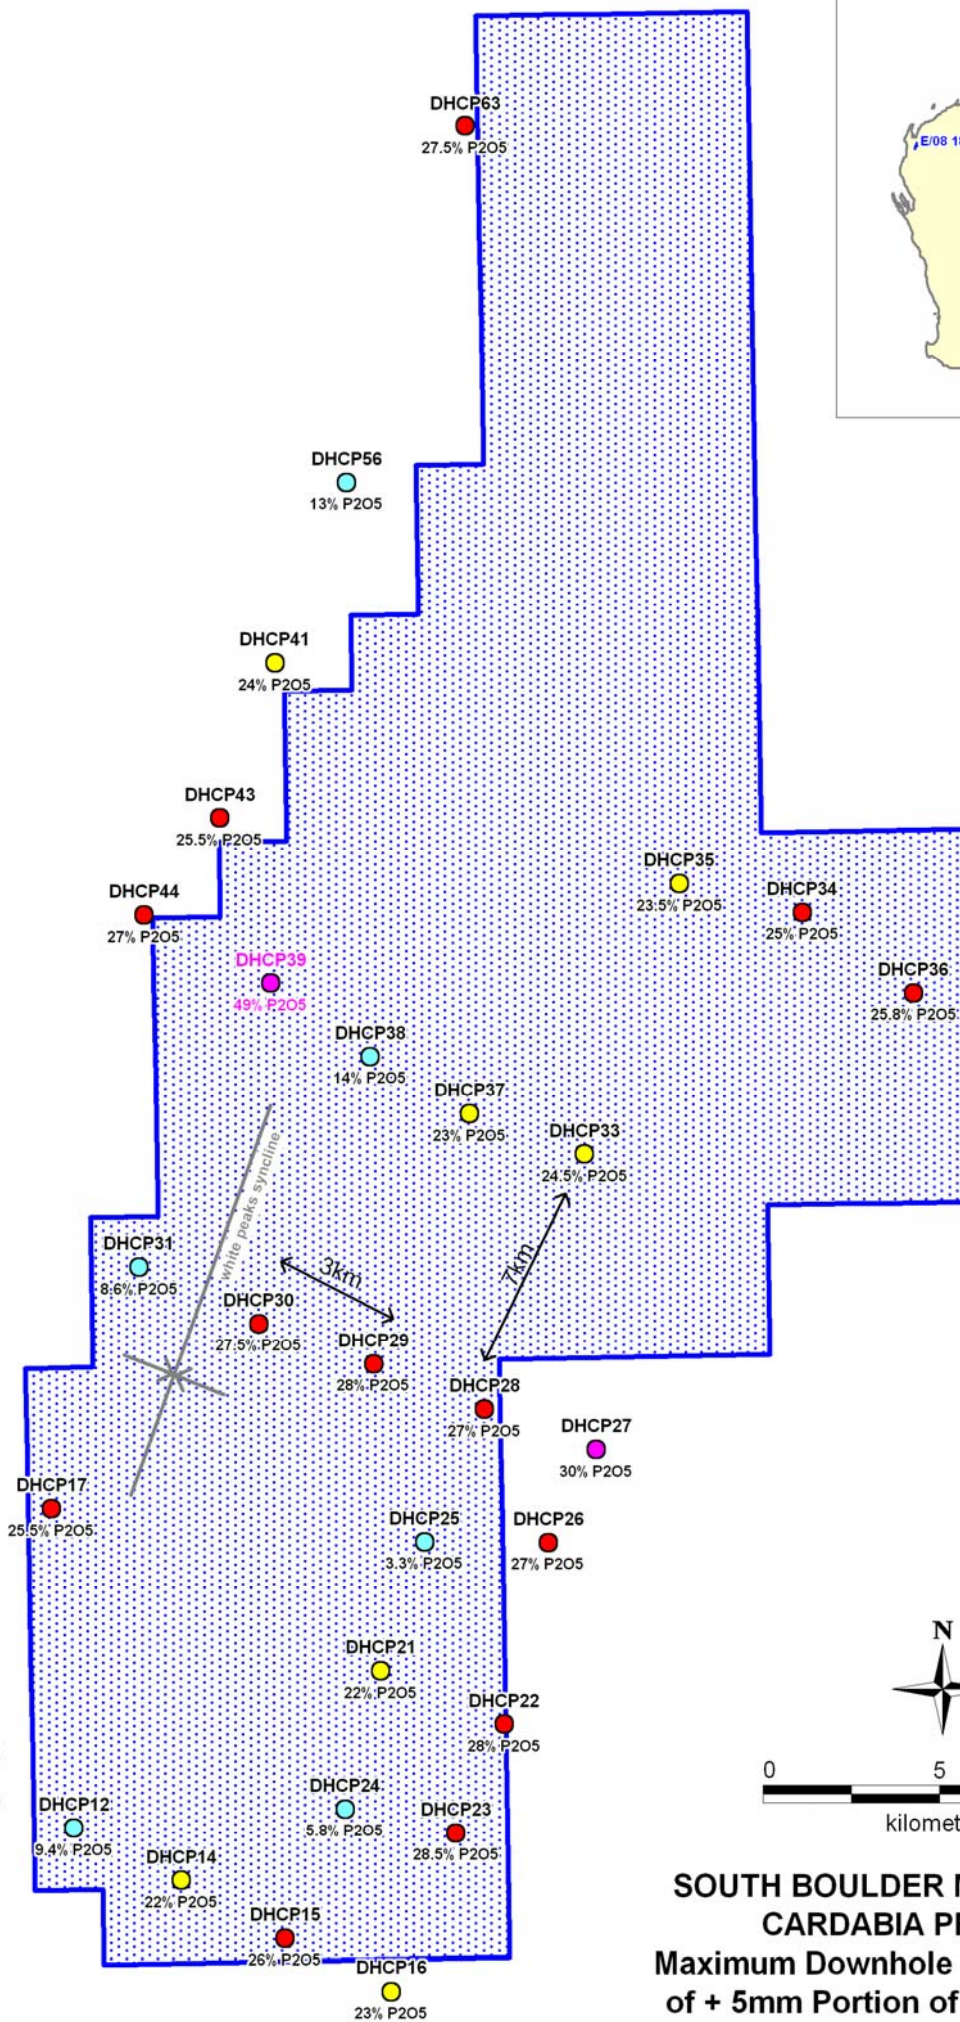 DHCP63
27.5% P2O5
E/08 18
DHCP56
13% P2O5
DHCP41
24% P2O5
DHCP43
25.5% P2O5
DHCP35
23.5% P2O5
DHCP34
25% P2O5
DHCP44
27% P2O5
DHCP39
49% P2O5
DHCP36
25.8% P2O5
DHCP38
14% P2O5
DHCP37
23% P2O5
DHCP33
24.5% P2O5
white peaks syncline
DHCP31
8.6% P2O5
3km
7km
DHCP30
27.5% P2O5
DHCP29
28% P2O5
DHCP28
27% P2O5
DHCP27
30% P2O5
DHCP17
25.5% P2O5
DHCP25
3.3% P2O5
DHCP26
27% P2O5
DHCP21
22% P2O5
N
DHCP22
28% P2O5
0 5
kilomet
DHCP24
5.8% P2O5
DHCP12
9.4% P2O5
DHCP23
28.5% P2O5
DHCP14
22% P2O5
DHCP15
26% P2O5
DHCP16
23% P2O5
SOUTH BOULDER
CARDABIA
Maximum Downhole
of + 5mm Portion of